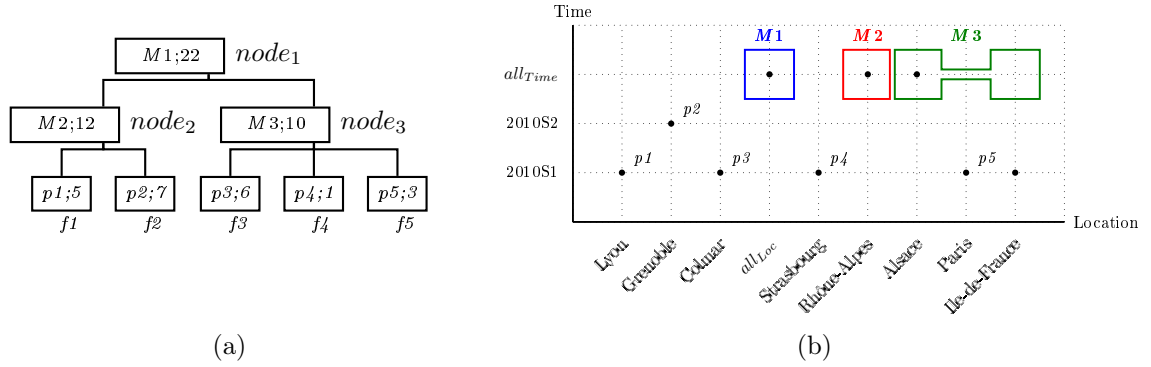 M1;22 node1
M2;12 node2 M3;10 node3
p1;5 p2;7 p3;6 p4;1 p5;3
f1 f2 f3 f4 f5
(a)
Time
M1 M2 M3
allTime
2010S2 p2
2010S1 p1 p3 p4 p5
Location
Lyon
Grenoble
Colmar
allLoc
Strasbourg
Rhône-Alpes
Alsace
Paris
Ile-de-France
(b)